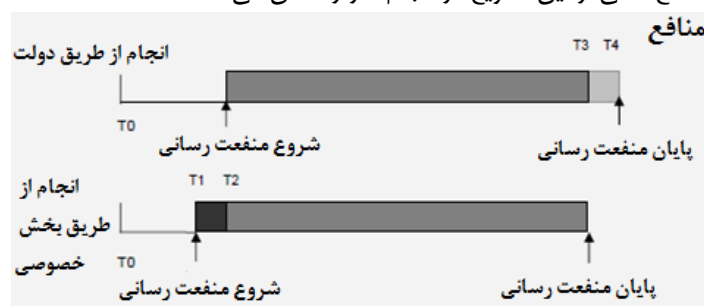 منافع
انجام از طریق دولت
T3 T4
T0
شروع منفعت رسانی
پایان منفعت رسانی
انجام از
طریق بخش
خصوصی
T1 T2
T0
شروع منفعت رسانی
پایان منفعت رسانی